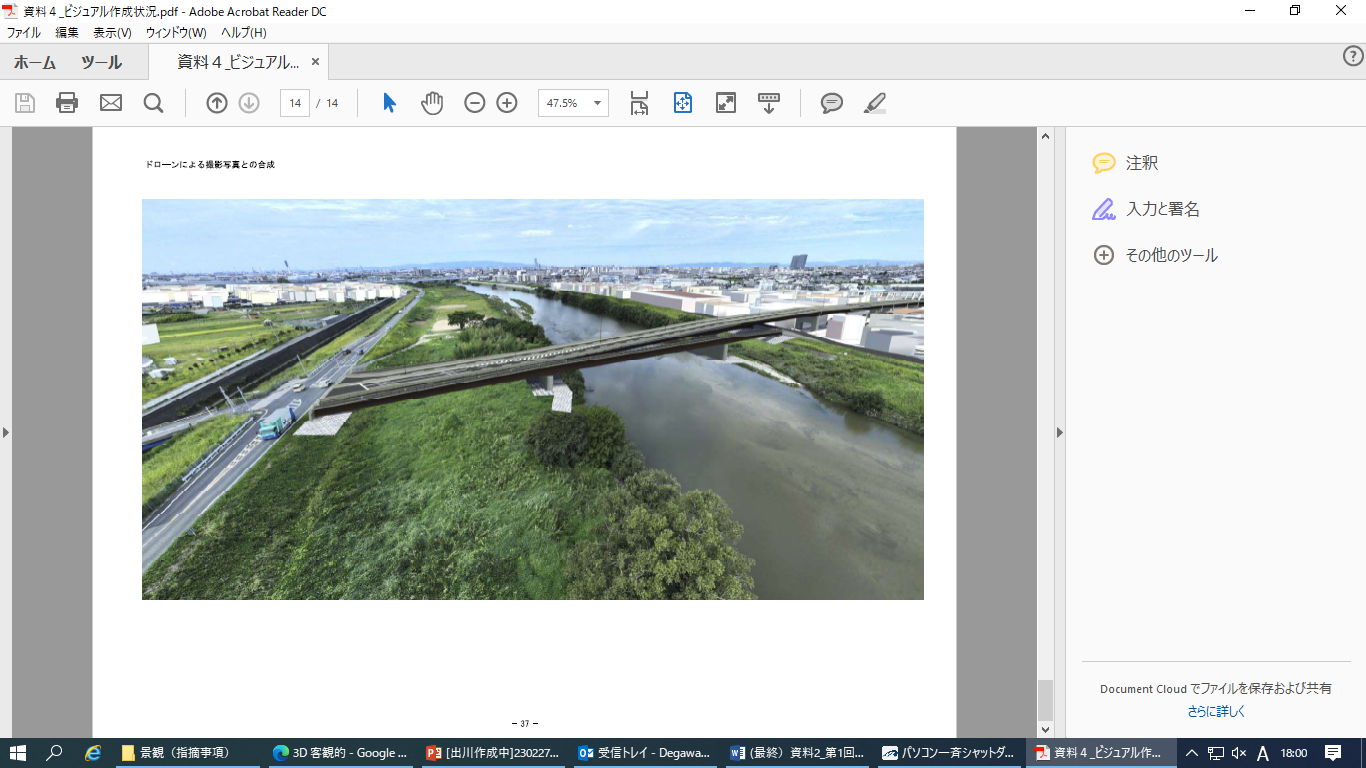 資料４_ビジュアル作成状況.pdf - Adobe Acrobat Reader DC
ファイル 編集 表示(V) ウィンドウ(W) ヘルプ(H)
ホーム ツール 資料４_ビジュアル... ×
14 / 14 47.5%
ドローンによる撮影写真との合成
注釈
入力と署名
その他のツール
Document Cloud でファイルを保存および共有
さらに詳しく
− 37 −
景観（指摘事項） 3D 客観的 - Google ... [出川作成中]230227... 受信トレイ - Degawa... (最終）資料2_第1回... パソコン一斉シャットダ... 資料４_ビジュアル作... A 18:00